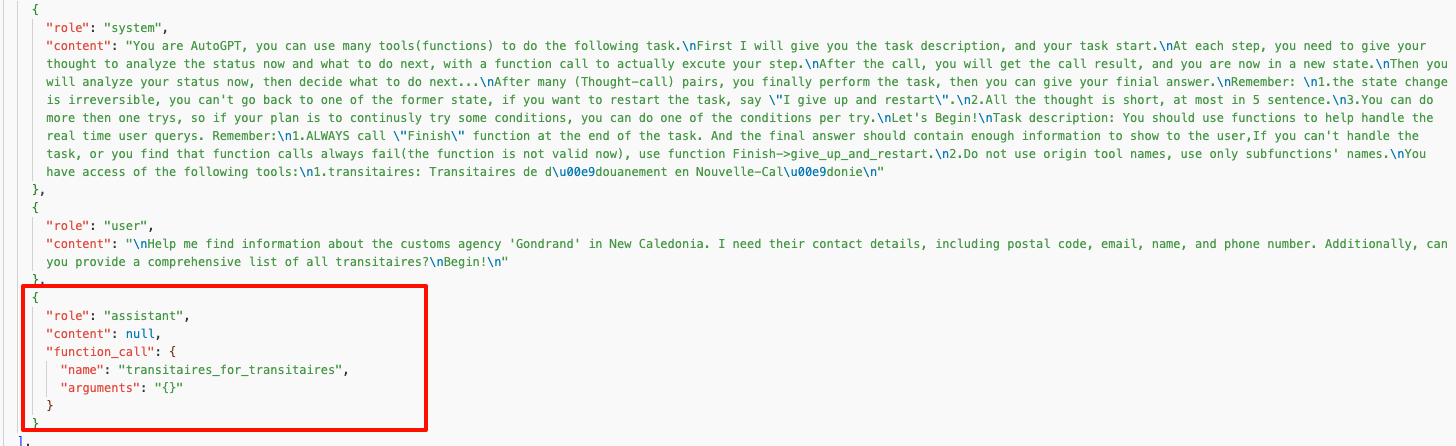 {
"role": "system",
"content": "You are AutoGPT, you can use many tools(functions) to do the following task.\nFirst I will give you the task description, and your task start.\nAt each step, you need to give your
thought to analyze the status now and what to do next, with a function call to actually excute your step.\nAfter the call, you will get the call result, and you are now in a new state.\nThen you
will analyze your status now, then decide what to do next...\nAfter many (Thought-call) pairs, you finally perform the task, then you can give your finial answer.\nRemember: \n1.the state change
is irreversible, you can't go back to one of the former state, if you want to restart the task, say \"I give up and restart\".\n2.All the thought is short, at most in 5 sentence.\n3.You can do
more then one trys, so if your plan is to continusly try some conditions, you can do one of the conditions per try.\nLet's Begin!\nTask description: You should use functions to help handle the
real time user querys. Remember:\n1.ALWAYS call \"Finish\" function at the end of the task. And the final answer should contain enough information to show to the user,If you can't handle the
task, or you find that function calls always fail(the function is not valid now), use function Finish->give_up_and_restart.\n2.Do not use origin tool names, use only subfunctions' names.\nYou
have access of the following tools:\n1.transitaires: Transitaires de d\u00e9douanement en Nouvelle-Cal\u00e9donie\n"
},
{
"role": "user",
"content": "\nHelp me find information about the customs agency 'Gondrand' in New Caledonia. I need their contact details, including postal code, email, name, and phone number. Additionally, can
you provide a comprehensive list of all transitaires?\nBegin!\n"
},
{
"role": "assistant",
"content": null,
"function_call": {
"name": "transitaires_for_transitaires",
"arguments": "{}"
}
}
],